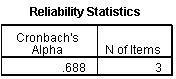 Reliability Statistics
Cronbach's
Alpha
N of Items
.688
3